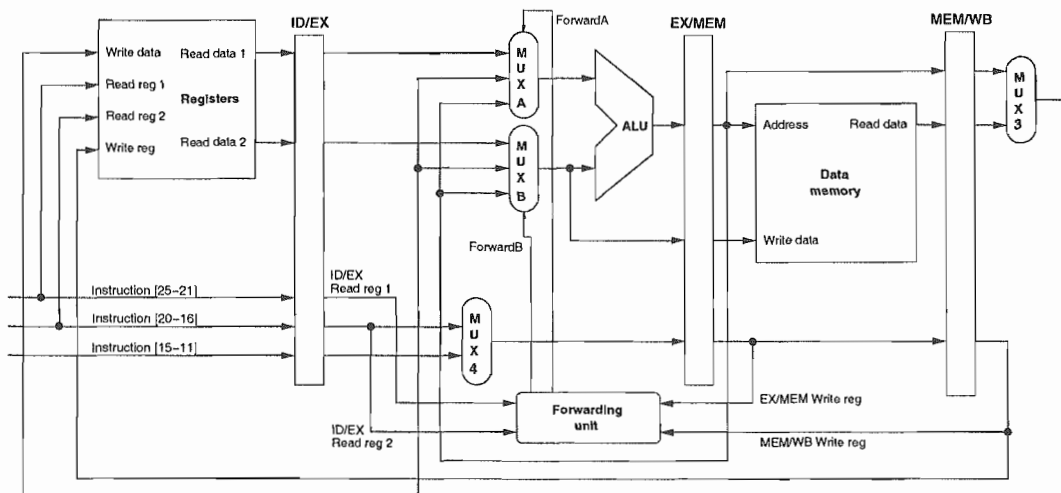 ID/EX
ForwardA
EX/MEM
MEM/WB
Write data
Read data 1
Read reg 1
Registers
Read reg 2
Read data 2
Write reg
M
U
X
A
M
U
X
B
ALU
Address
Read data
Data
memory
Write data
M
U
X
3
ForwardB
ID/EX
Read reg 1
Instruction [25–21]
Instruction [20–16]
Instruction [15–11]
M
U
X
4
Forwarding
unit
EX/MEM Write reg
ID/EX
Read reg 2
MEM/WB Write reg